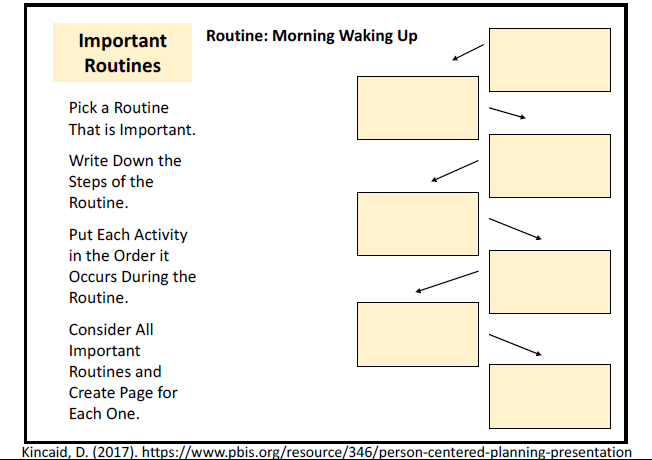 Important
Routines
Routine: Morning Waking Up
Pick a Routine
That is Important.
Write Down the
Steps of the
Routine.
Put Each Activity
in the Order it
Occurs During the
Routine.
Consider All
Important
Routines and
Create Page for
Each One.
Kincaid, D. (2017). https://www.pbis.org/resource/346/person-centered-planning-presentation